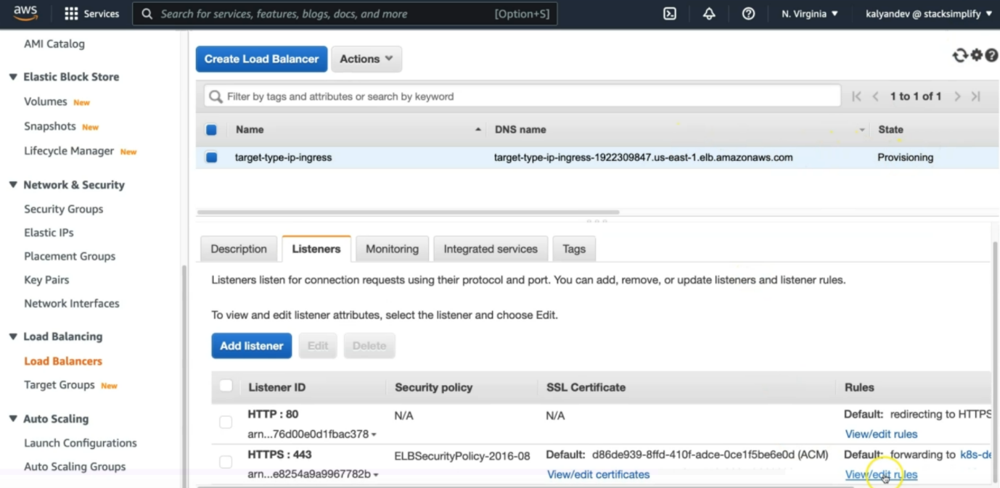 aws
Services
Search for services, features, blogs, docs, and more
[Option+S]
N. Virginia
kalyandev @ stacksimplify
AMI Catalog
Elastic Block Store
Volumes New
Snapshots New
Lifecycle Manager New
Network & Security
Security Groups
Elastic IPs
Placement Groups
Key Pairs
Network Interfaces
Load Balancing
Load Balancers
Target Groups New
Auto Scaling
Launch Configurations
Auto Scaling Groups
Create Load Balancer
Actions
Filter by tags and attributes or search by keyword
1 to 1 of 1
Name DNS name State
target-type-ip-ingress target-type-ip-ingress-1922309847.us-east-1.elb.amazonaws.com Provisioning
Description Listeners Monitoring Integrated services Tags
Listeners listen for connection requests using their protocol and port. You can add, remove, or update listeners and listener rules.
To view and edit listener attributes, select the listener and choose Edit.
Add listener Edit Delete
Listener ID Security policy SSL Certificate Rules
HTTP : 80 N/A N/A Default: redirecting to HTTPS
arn...76d00e0d1fbac378 View/edit rules
HTTPS : 443 ELBSecurityPolicy-2016-08 Default: d86de939-8ffd-410f-adce-0ce1f5be6e0d (ACM) Default: forwarding to k8s-de
arn...e8254a9a9967782b View/edit certificates View/edit rules